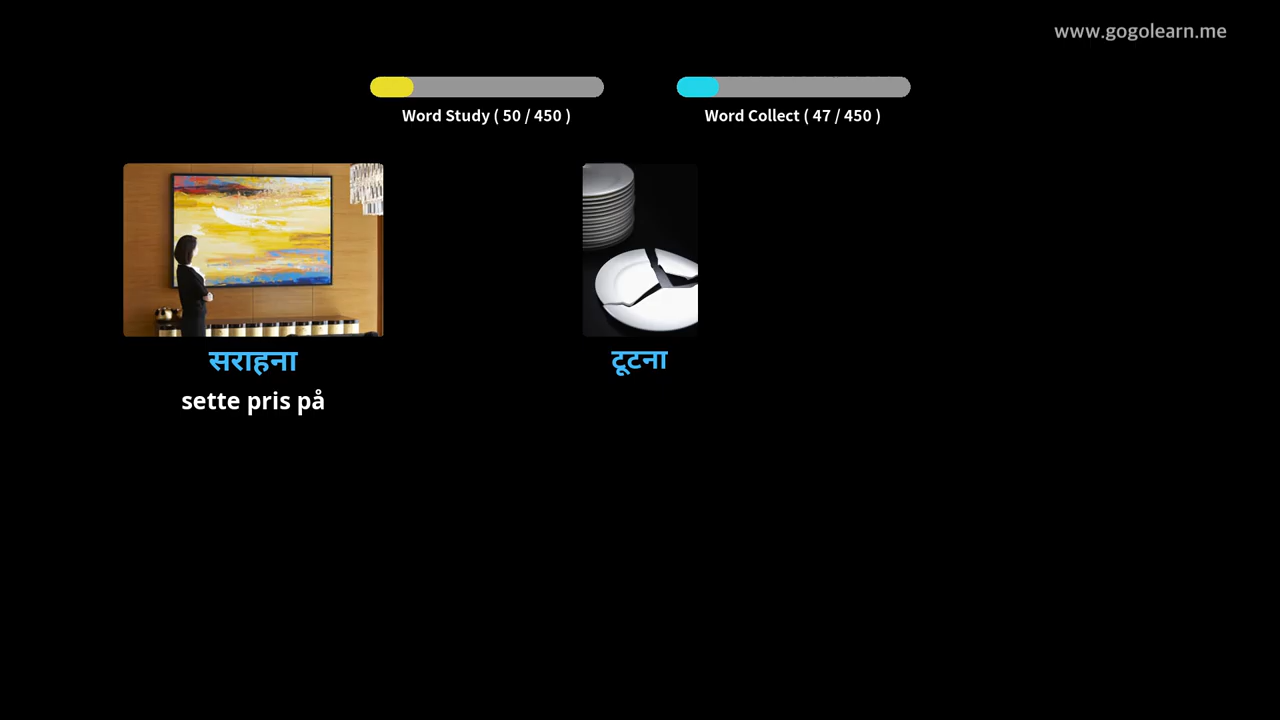 www.gogolearn.me
Word Study ( 50 / 450 )
Word Collect ( 47 / 450 )
सराहना
sette pris på
टूटना